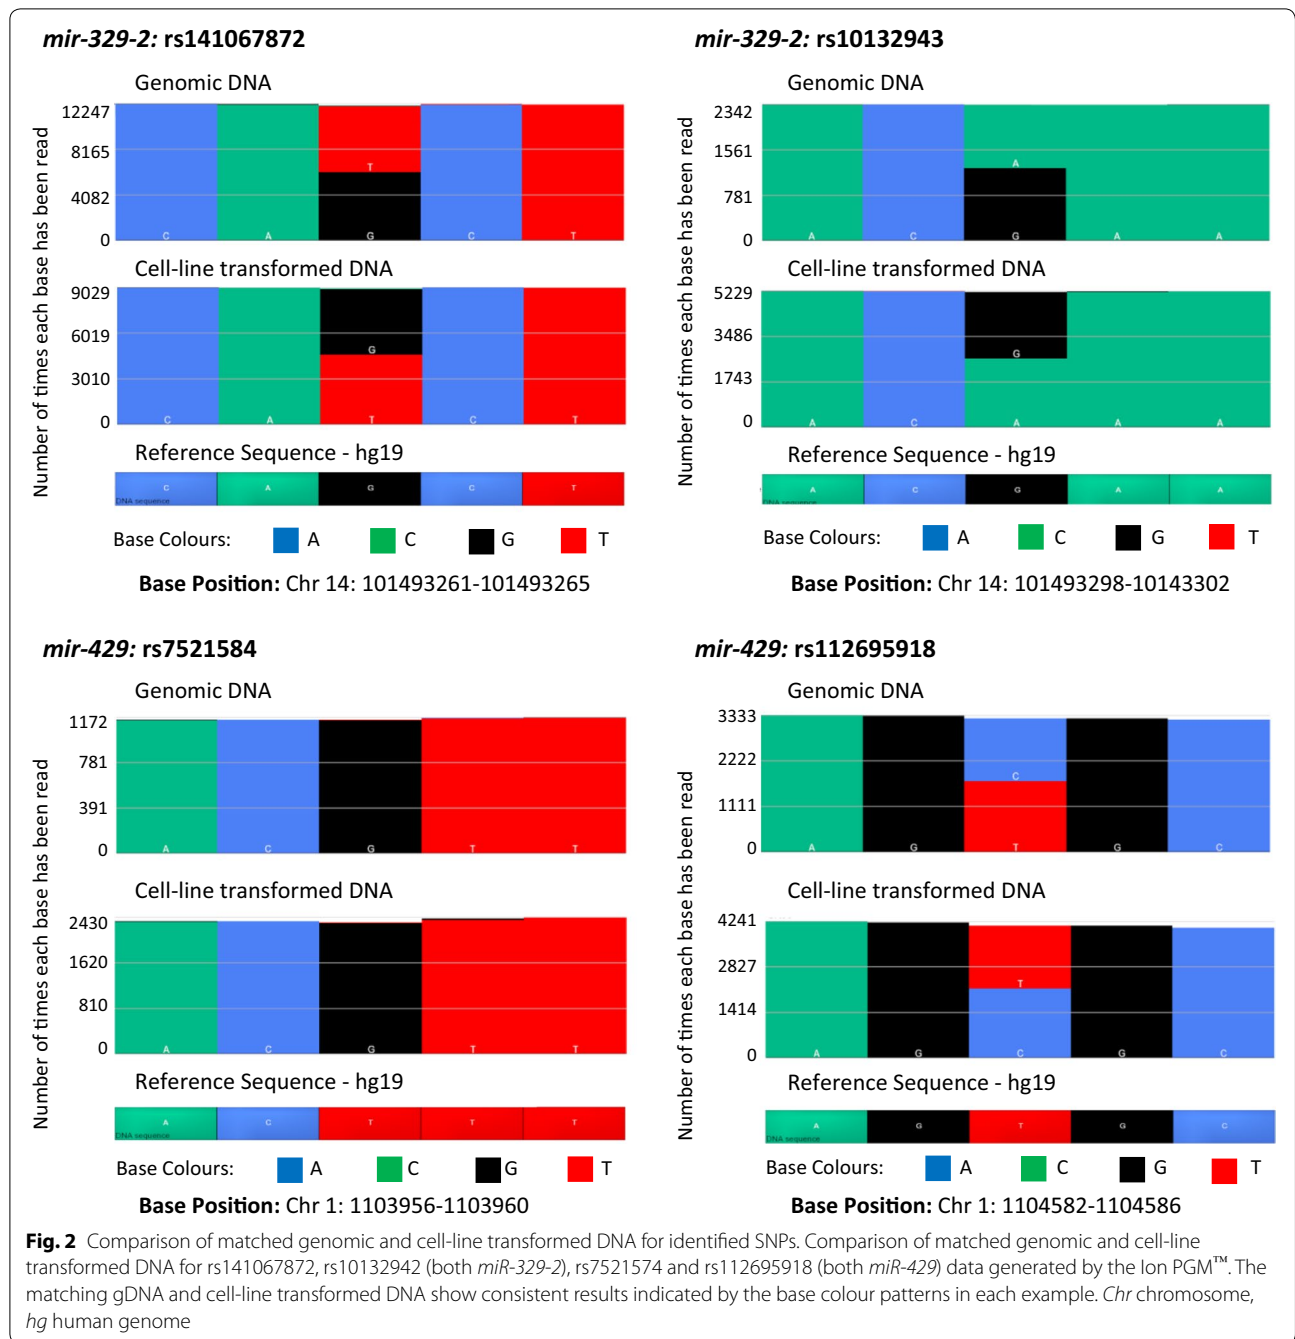 mir-329-2: rs141067872
Genomic DNA
Number of times each base has been read
12247
8165
4082
0
T
C A G C T
Cell-line transformed DNA
9029
6019
3010
0
G
C A T C T
Reference Sequence - hg19
C A G C T
DNA sequence
Base Colours: A C G T
Base Position: Chr 14: 101493261-101493265
mir-329-2: rs10132943
Genomic DNA
Number of times each base has been read
2342
1561
781
0
A
A C G A A
Cell-line transformed DNA
5229
3486
1743
0
G
A C A A A
Reference Sequence - hg19
A C G A A
DNA sequence
Base Colours: A C G T
Base Position: Chr 14: 101493298-10143302
mir-429: rs7521584
Genomic DNA
Number of times each base has been read
1172
781
391
0
A C G T T
Cell-line transformed DNA
2430
1620
810
0
A C G T T
Reference Sequence - hg19
A C T T T
DNA sequence
Base Colours: A C G T
Base Position: Chr 1: 1103956-1103960
mir-429: rs112695918
Genomic DNA
Number of times each base has been read
3333
2222
1111
0
C
A G T G C
Cell-line transformed DNA
4241
2827
1414
0
T
A G C G C
Reference Sequence - hg19
A G T G C
DNA sequence
Base Colours: A C G T
Base Position: Chr 1: 1104582-1104586
Fig. 2 Comparison of matched genomic and cell-line transformed DNA for identified SNPs. Comparison of matched genomic and cell-line
transformed DNA for rs141067872, rs10132942 (both miR-329-2), rs7521574 and rs112695918 (both miR-429) data generated by the Ion PGM™. The
matching gDNA and cell-line transformed DNA show consistent results indicated by the base colour patterns in each example. Chr chromosome,
hg human genome